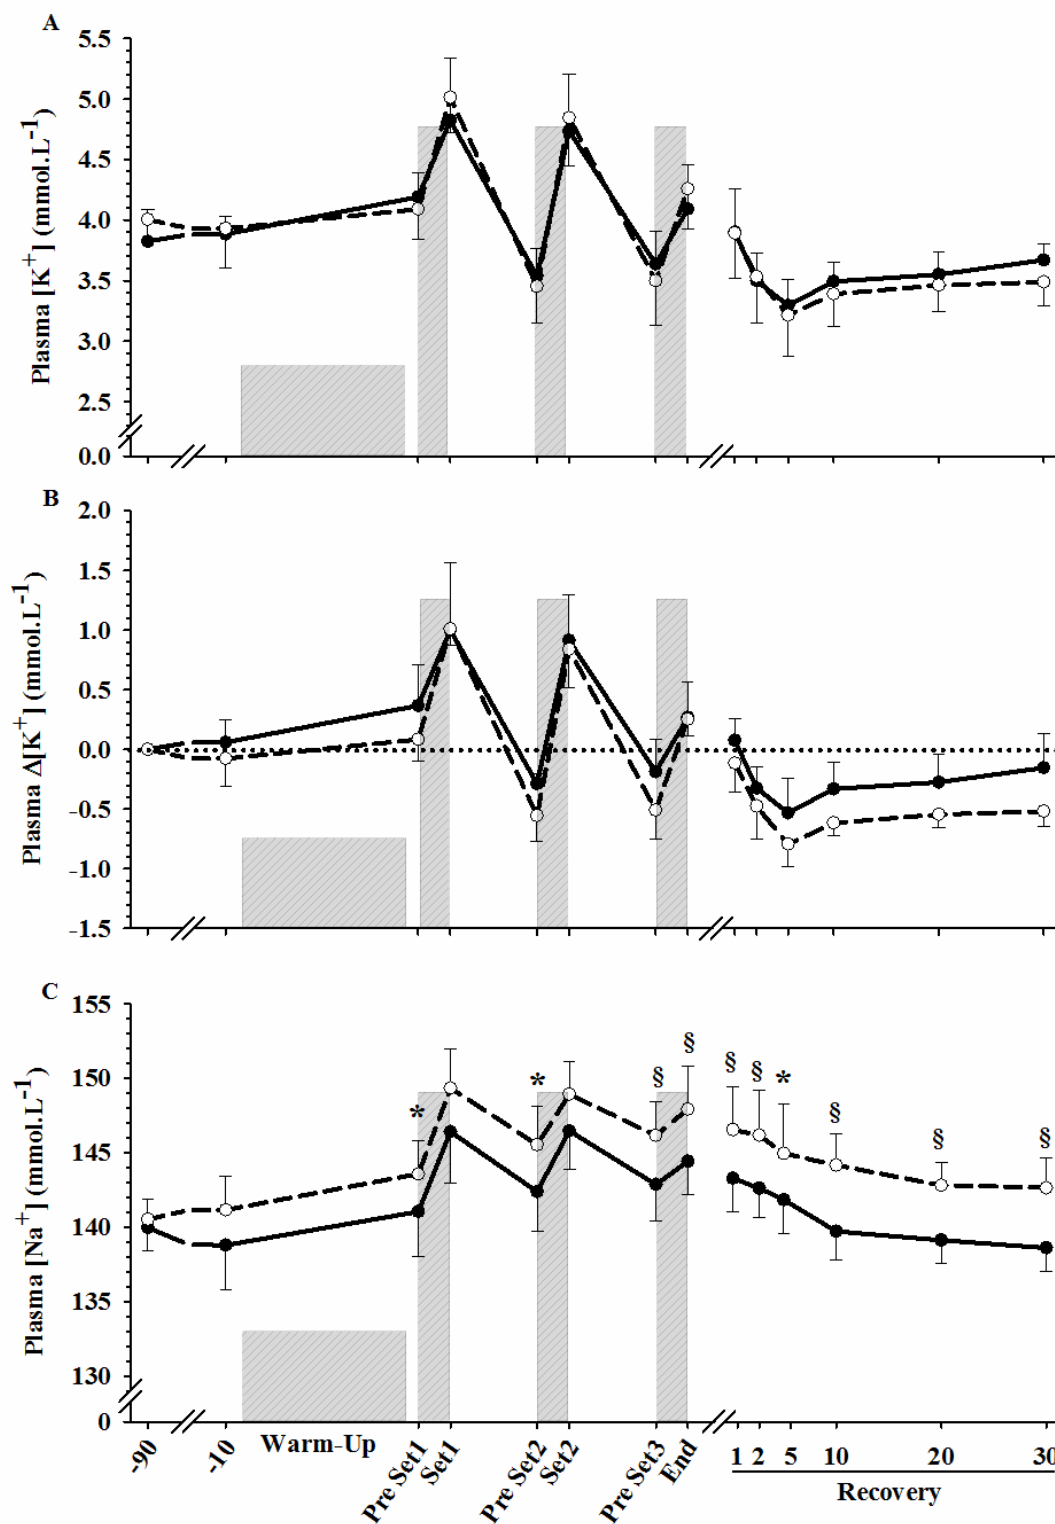 A
Plasma [K+] (mmol.L-1)
5.5
5.0
4.5
4.0
3.5
3.0
2.5
0.0
B
Plasma Δ[K+] (mmol.L-1)
2.0
1.5
1.0
0.5
0.0
-0.5
-1.0
-1.5
C
Plasma [Na+] (mmol.L-1)
155
150
145
140
135
130
0
* * § § § § * § § §
-90 -10 Warm-Up Pre Set1 Set1 Pre Set2 Set2 Pre Set3 End 1 2 5 10 20 30
Recovery